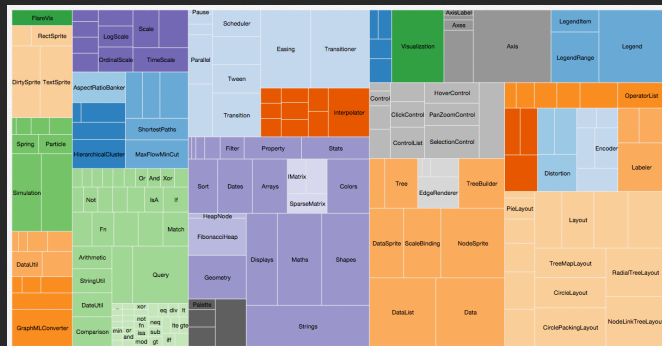 FlareVis
RectSprite
DirtySprite
TextSprite
Spring
Particle
Simulation
DataUtil
GraphMLConverter
LogScale
Scale
OrdinalScale
TimeScale
AspectRatioBanker
ShortestPaths
HierarchicalCluster
MaxFlowMinCut
Or
And
Xor
Not
IsA
If
Fn
Match
Arithmetic
Query
StringUtil
DateUtil
Comparison
xor
eq
div
lt
not
fn
neq
lte
gte
min
or
isa
sub
and
mod
gt
iff
Pause
Scheduler
Easing
Transitioner
Parallel
Tween
Transition
Interpolator
Filter
Property
Stats
Sort
Dates
Arrays
IMatrix
Colors
SparseMatrix
HeapNode
FibonacciHeap
Geometry
Displays
Maths
Shapes
Palette
Strings
Visualization
AxisLabel
Axes
Axis
LegendItem
Legend
LegendRange
Control
HoverControl
ClickControl
PanZoomControl
ControlList
SelectionControl
OperatorList
Encoder
Distortion
Labeler
Tree
EdgeRenderer
TreeBuilder
DataSprite
ScaleBinding
NodeSprite
DataList
Data
PieLayout
Layout
TreeMapLayout
RadialTreeLayout
CircleLayout
CirclePackingLayout
NodeLinkTreeLayout